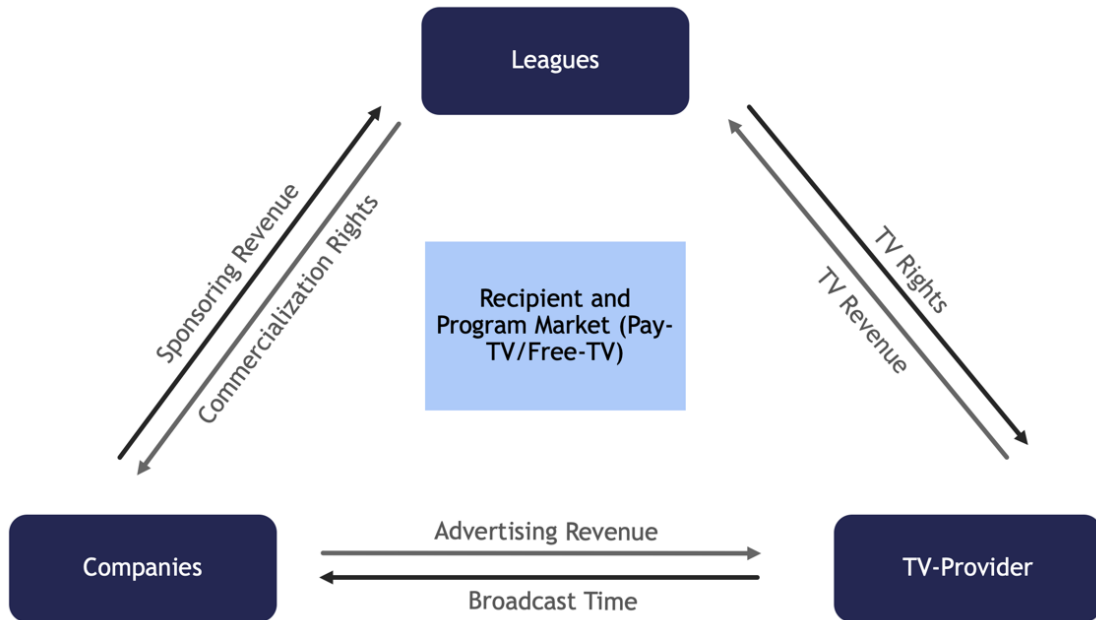 Leagues
Sponsoring Revenue
Commercialization Rights
TV Rights
TV Revenue
Recipient and
Program Market (Pay-
TV/Free-TV)
Companies
Advertising Revenue
Broadcast Time
TV-Provider